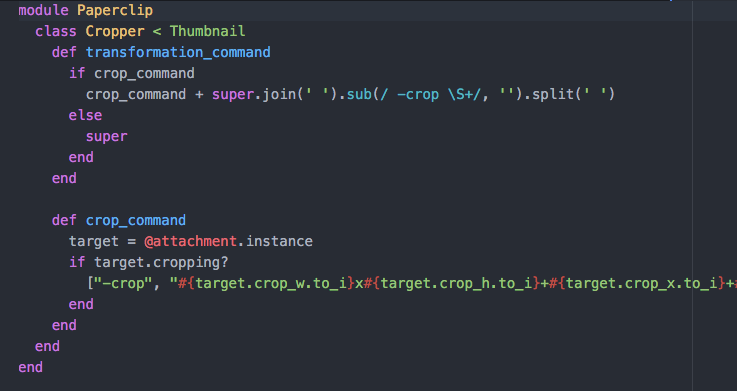 module Paperclip
  class Cropper < Thumbnail
    def transformation_command
      if crop_command
        crop_command + super.join(' ').sub(/ -crop \S+/, '').split(' ')
      else
        super
      end
    end

    def crop_command
      target = @attachment.instance
      if target.cropping?
        ["-crop", "#{target.crop_w.to_i}x#{target.crop_h.to_i}+#{target.crop_x.to_i}+
      end
    end
  end
end